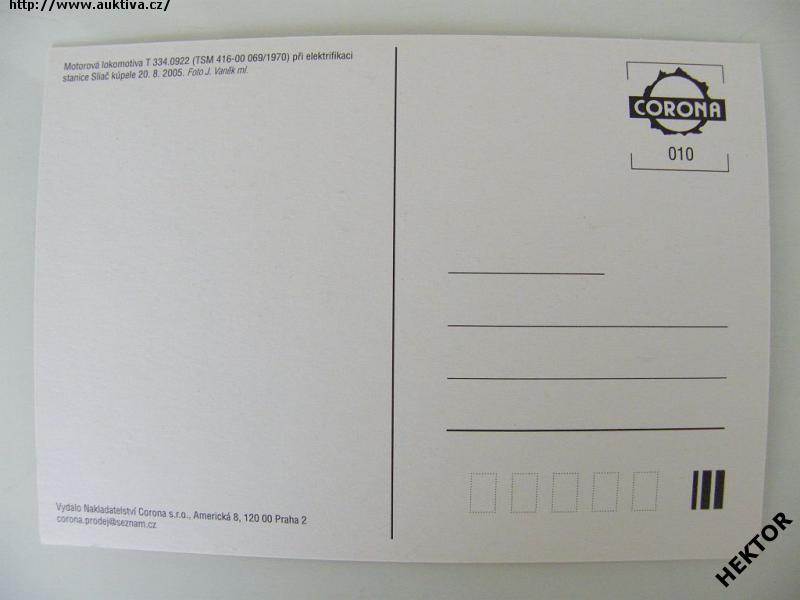 http://www.auktiva.cz/
Motorová lokomotiva T 334.0922 (TSM 416-00 069/1970) při elektrifikaci
stanice Sliač kúpele 20. 8. 2005. Foto J. Vaněk ml.
CORONA
010
Vydalo Nakladatelství Corona s.r.o., Americká 8, 120 00 Praha 2
corona.prodej@seznam.cz
HEKTOR